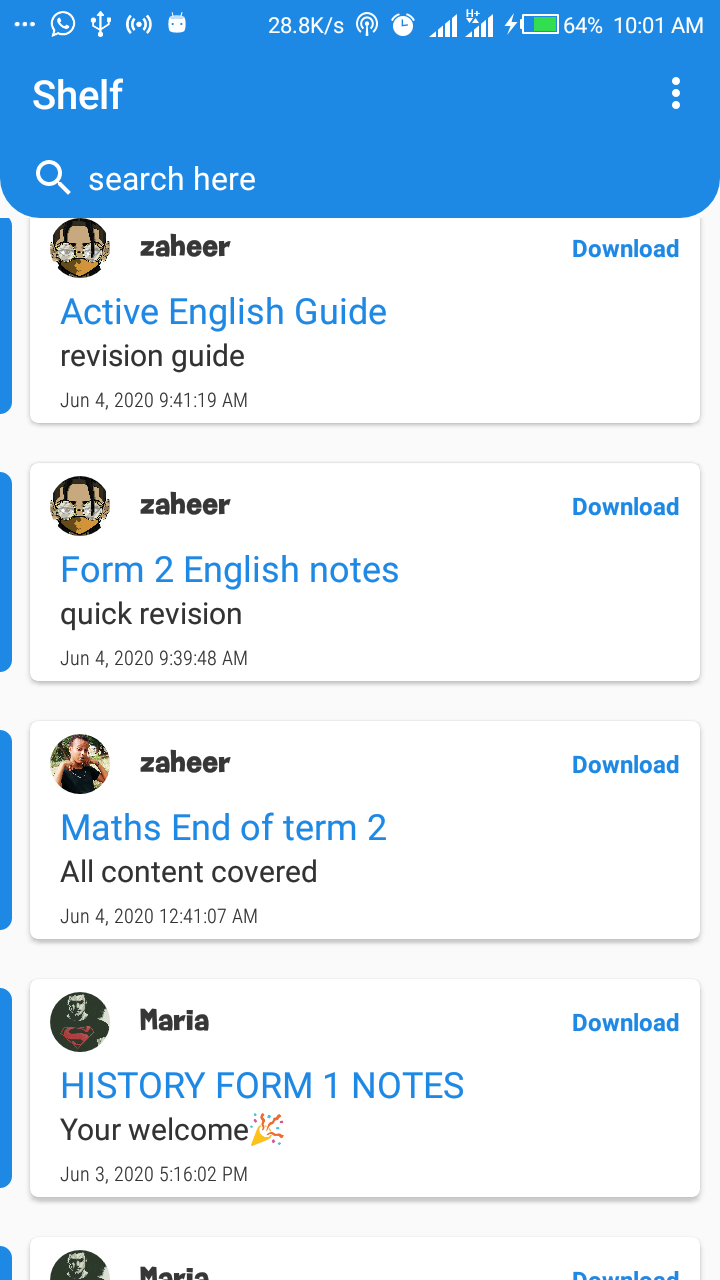 28.8K/s H+ 64% 10:01 AM
Shelf
search here
zaheer Download
Active English Guide
revision guide
Jun 4, 2020 9:41:19 AM
zaheer Download
Form 2 English notes
quick revision
Jun 4, 2020 9:39:48 AM
zaheer Download
Maths End of term 2
All content covered
Jun 4, 2020 12:41:07 AM
Maria Download
HISTORY FORM 1 NOTES
Your welcome🎉
Jun 3, 2020 5:16:02 PM
Maria Download